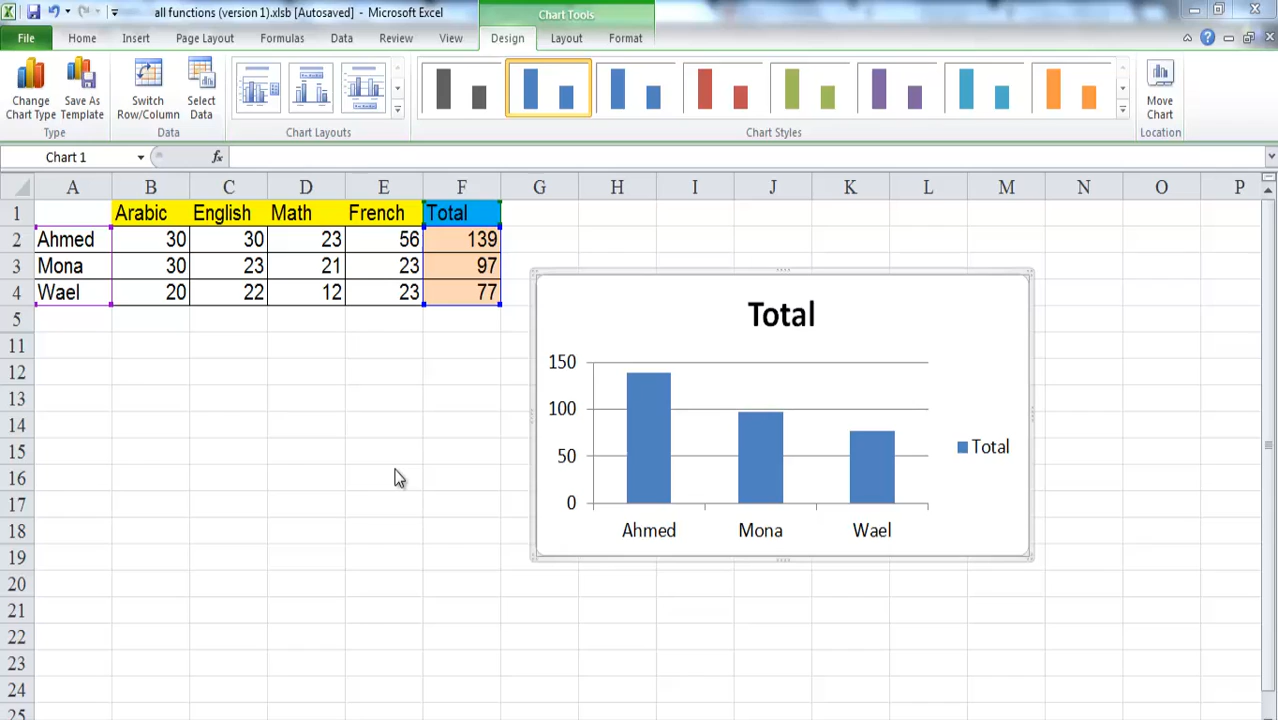 all functions (version 1).xlsb [Autosaved] - Microsoft Excel
Chart Tools
File Home Insert Page Layout Formulas Data Review View Design Layout Format
Change Chart Type
Save As Template
Switch Row/Column
Select Data
Move Chart
Type Data Chart Layouts Chart Styles Location
Chart 1 fx
A B C D E F G H I J K L M N O P
1 Arabic English Math French Total
2 Ahmed 30 30 23 56 139
3 Mona 30 23 21 23 97
4 Wael 20 22 12 23 77
5
11
12
13
14
15
16
17
18
19
20
21
22
23
24
25
Total
150
100
50
0
Ahmed Mona Wael
Total